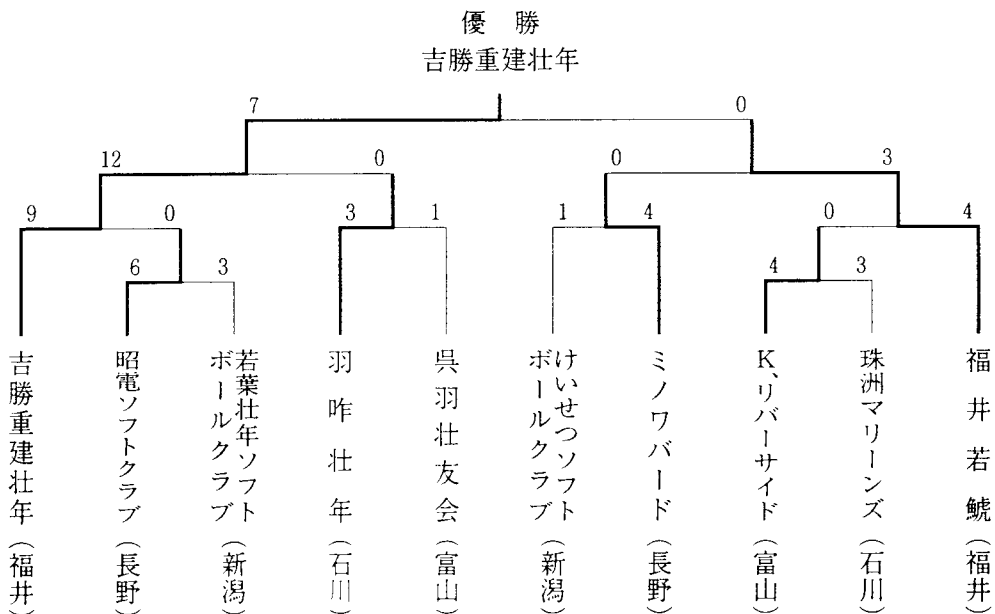 優 勝
吉勝重建壮年
7 0
12 0 0 3
9 0 3 1 1 4 0 4
6 3 4 3
吉勝重建壮年（福井）
昭電ソフトクラブ（長野）
若葉壮年ソフト
ボールクラブ（新潟）
羽咋壮年（石川）
呉羽壮友会（富山）
けいせつソフト
ボールクラブ（新潟）
ミノワバード（長野）
K、リバーサイド（富山）
珠洲マリーンズ（石川）
福井若鯱（福井）